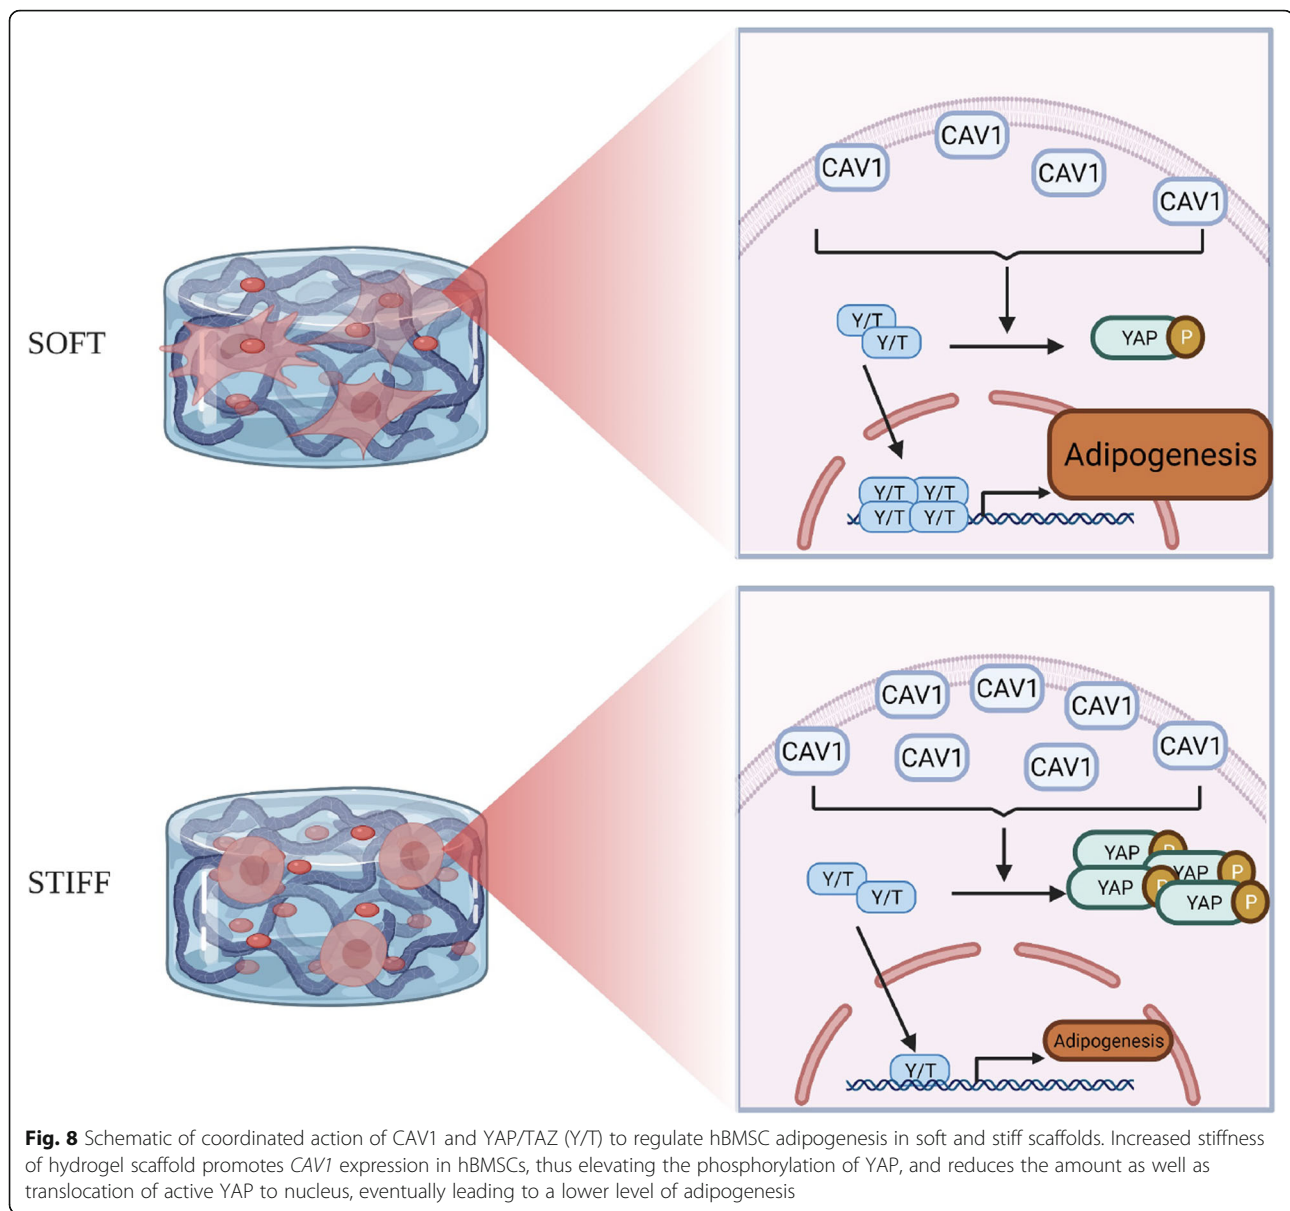 CAV1
CAV1
CAV1
CAV1
SOFT
Y/T
Y/T
YAP P
Adipogenesis
Y/T Y/T
Y/T Y/T
CAV1
CAV1
CAV1
CAV1
CAV1
CAV1
CAV1
STIFF
YAP P
YAP P
YAP P
YAP P
Y/T
Y/T
Adipogenesis
Y/T
Fig. 8 Schematic of coordinated action of CAV1 and YAP/TAZ (Y/T) to regulate hBMSC adipogenesis in soft and stiff scaffolds. Increased stiffness
of hydrogel scaffold promotes CAV1 expression in hBMSCs, thus elevating the phosphorylation of YAP, and reduces the amount as well as
translocation of active YAP to nucleus, eventually leading to a lower level of adipogenesis